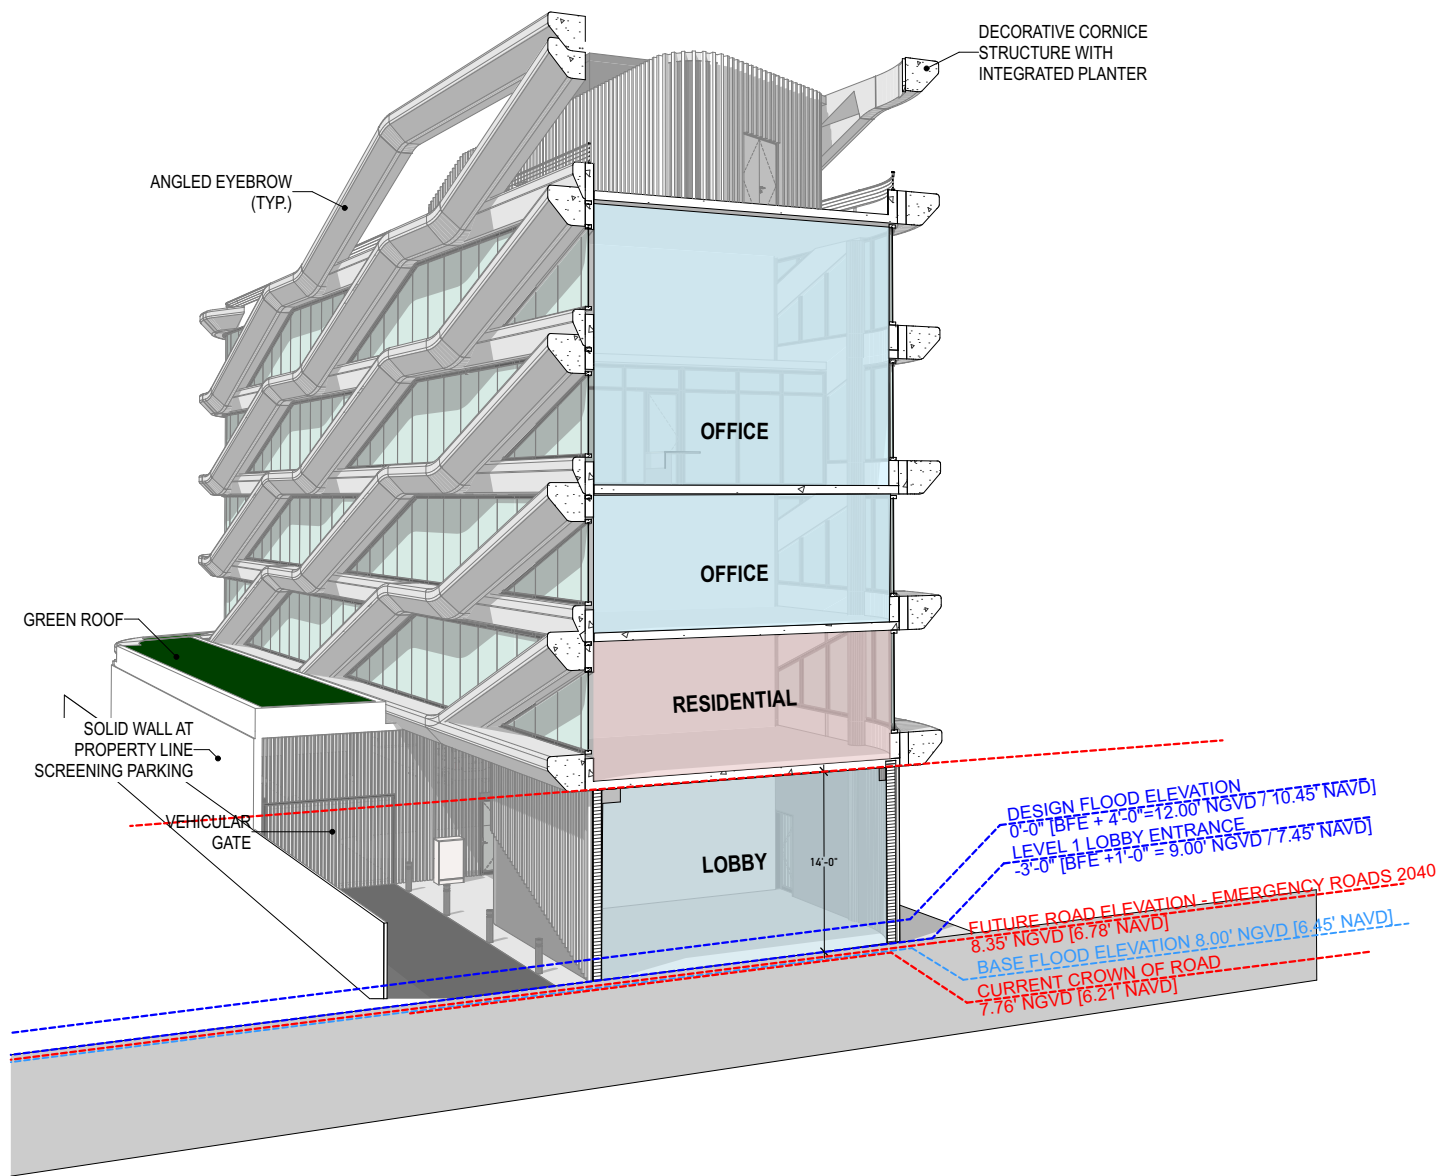 DECORATIVE CORNICE
STRUCTURE WITH
INTEGRATED PLANTER
ANGLED EYEBROW
(TYP.)
OFFICE
OFFICE
GREEN ROOF
RESIDENTIAL
SOLID WALL AT
PROPERTY LINE
SCREENING PARKING
VEHICULAR
GATE
LOBBY
14'-0"
DESIGN FLOOD ELEVATION
0'-0" [BFE + 4'-0"=12.00' NGVD / 10.45' NAVD]
LEVEL 1 LOBBY ENTRANCE
-3'-0" [BFE +1'-0" = 9.00' NGVD / 7.45' NAVD]
FUTURE ROAD ELEVATION - EMERGENCY ROADS 2040
8.35' NGVD [6.78' NAVD]
BASE FLOOD ELEVATION 8.00' NGVD [6.45' NAVD]
CURRENT CROWN OF ROAD
7.76' NGVD [6.21' NAVD]